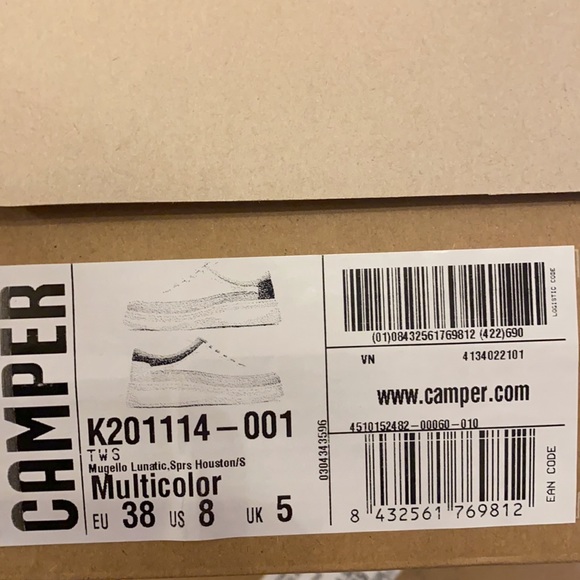 CAMPER
K201114-001
TWS
Mugello Lunatic,Sprs Houston/S
Multicolor
EU 38 US 8 UK 5
0304343506
(01)08432561769812 (422)690
LOGISTIC CODE
VN 4134022101
www.camper.com
4510152482-00060-010
8 432561 769812
EAN CODE